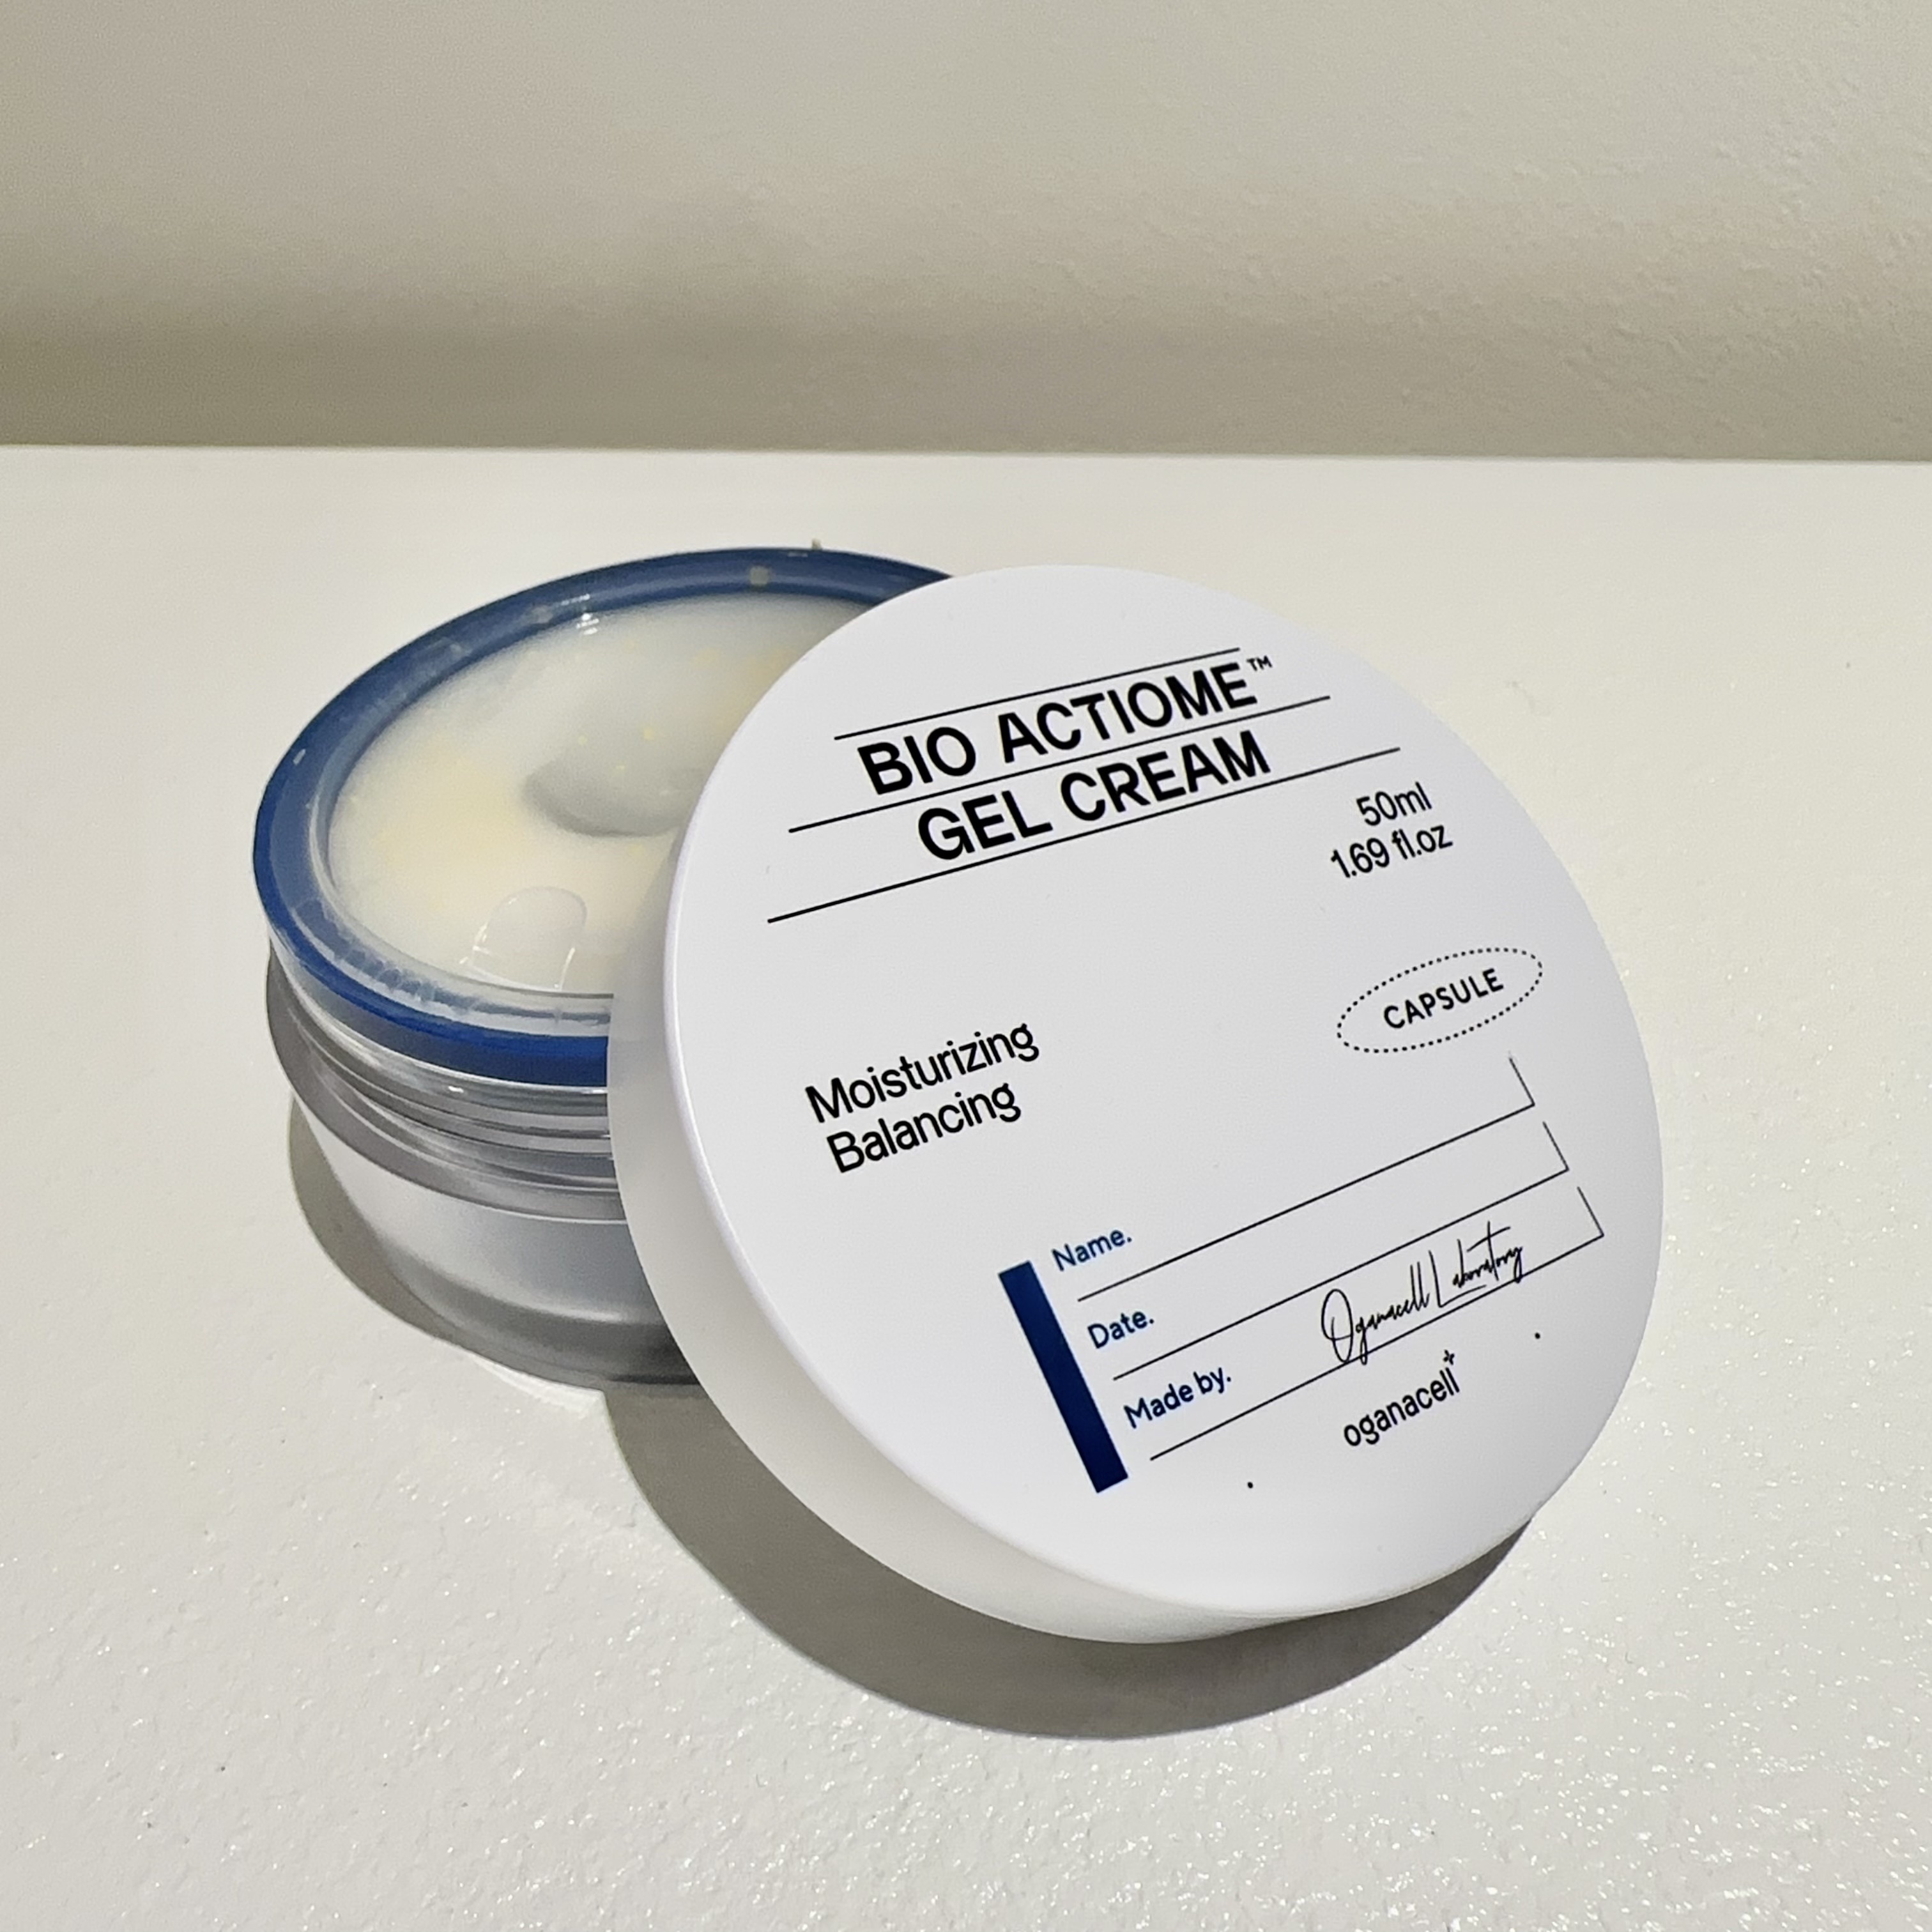 BIO ACTIOME™
GEL CREAM
50ml
1.69 fl.oz
CAPSULE
Moisturizing
Balancing
Name.
Date.
Made by. Oganacell Laboratory
oganacell